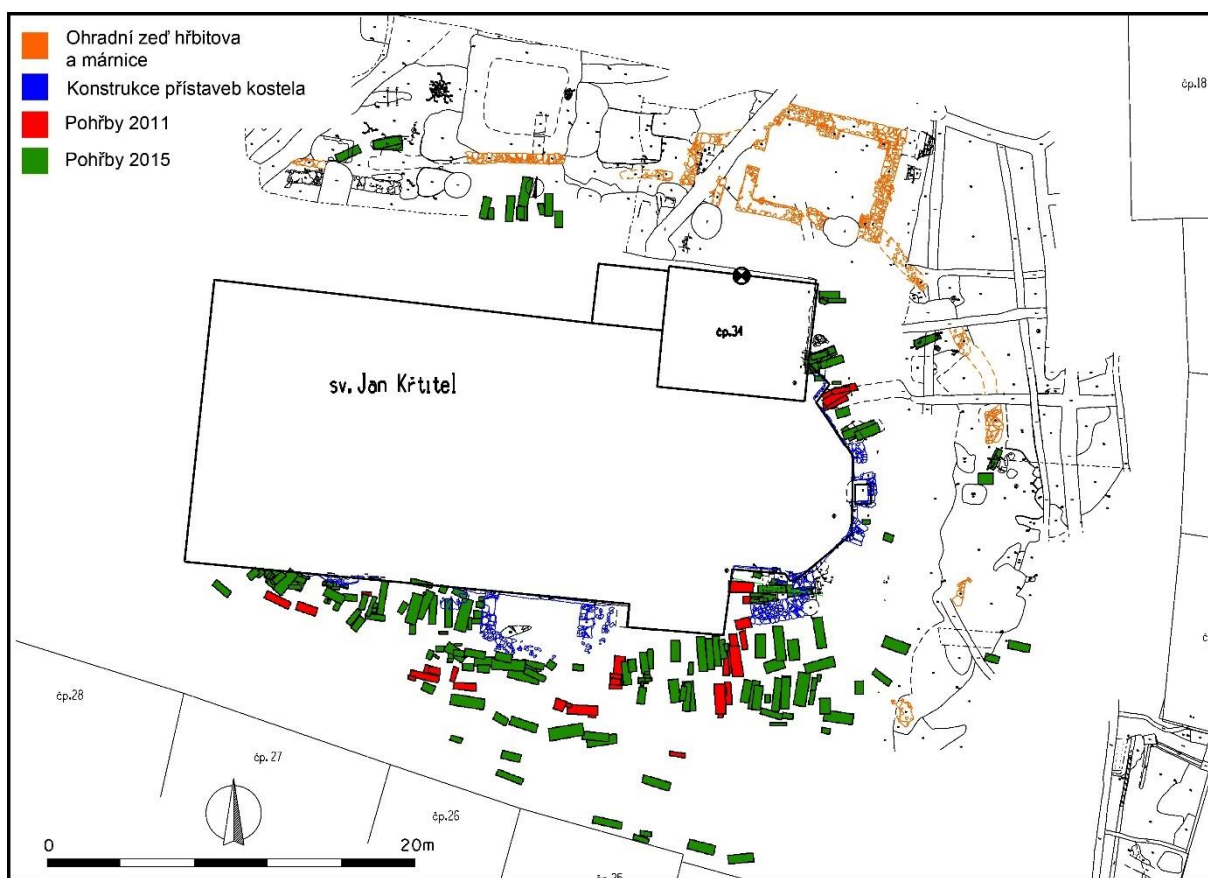 Ohradní zeď hřbitova
a márnice
Konstrukce přístaveb kostela
Pohřby 2011
Pohřby 2015
čp.18
čp.34
sv. Jan Křtitel
čp.28
čp.27
čp.26
0
20m